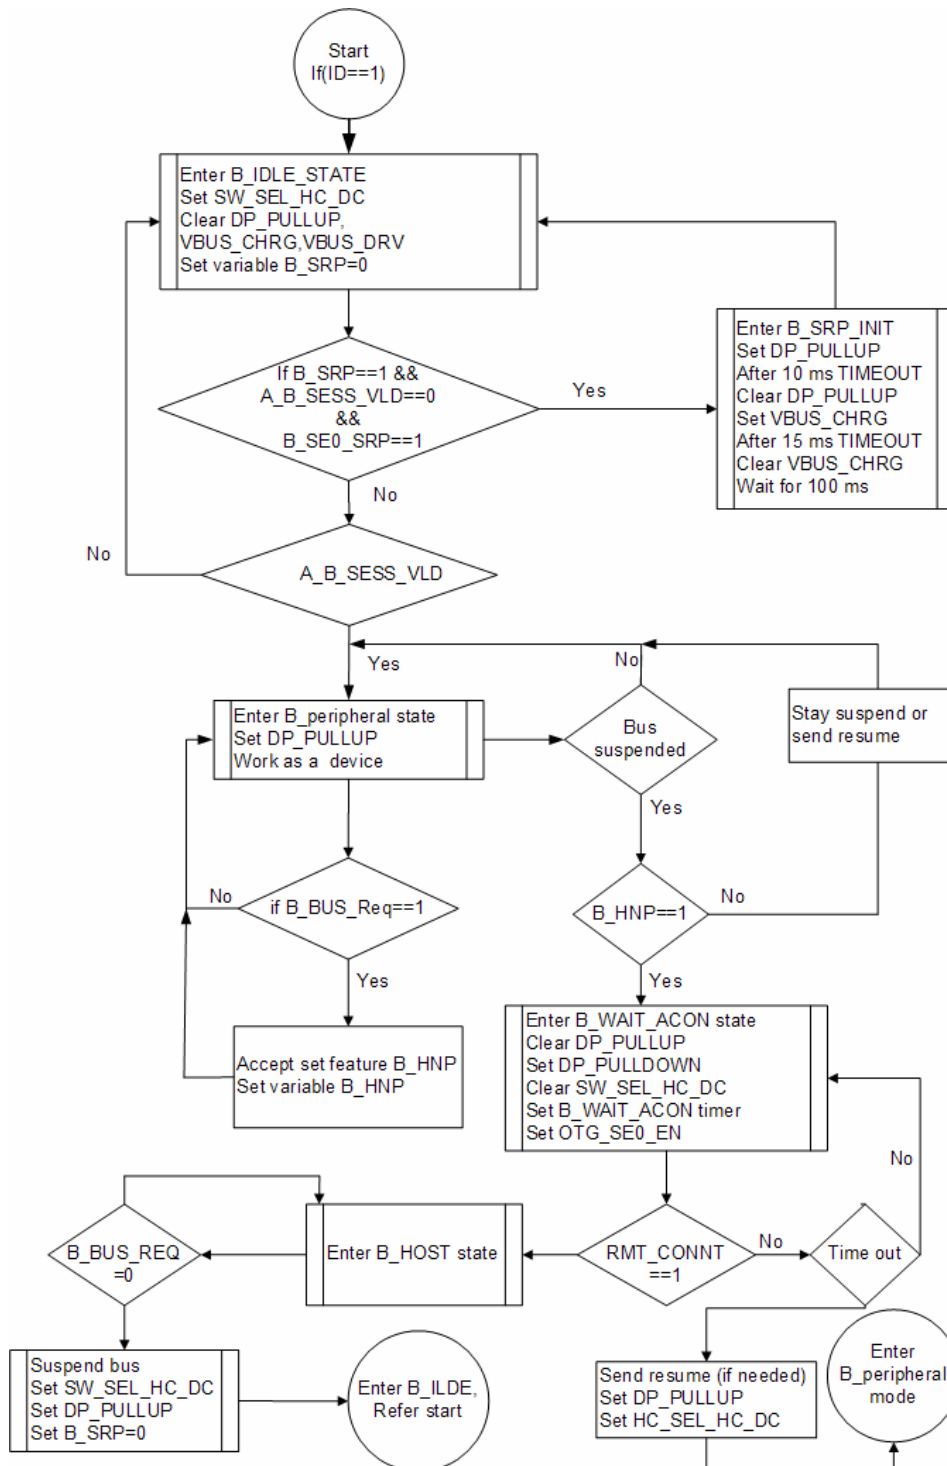 Start
If(ID==1)
Enter B_IDLE_STATE
Set SW_SEL_HC_DC
Clear DP_PULLUP,
VBUS_CHRG,VBUS_DRV
Set variable B_SRP=0
If B_SRP==1 &&
A_B_SESS_VLD==0
&&
B_SE0_SRP==1
Yes
Enter B_SRP_INIT
Set DP_PULLUP
After 10 ms TIMEOUT
Clear DP_PULLUP
Set VBUS_CHRG
After 15 ms TIMEOUT
Clear VBUS_CHRG
Wait for 100 ms
No
No
A_B_SESS_VLD
Yes
No
Enter B_peripheral state
Set DP_PULLUP
Work as a device
Bus
suspended
Stay suspend or
send resume
Yes
No
if B_BUS_Req==1
B_HNP==1
No
Yes
Yes
Accept set feature B_HNP
Set variable B_HNP
Enter B_WAIT_ACON state
Clear DP_PULLUP
Set DP_PULLDOWN
Clear SW_SEL_HC_DC
Set B_WAIT_ACON timer
Set OTG_SE0_EN
No
B_BUS_REQ
=0
Enter B_HOST state
RMT_CONNT
==1
No
Time out
Suspend bus
Set SW_SEL_HC_DC
Set DP_PULLUP
Set B_SRP=0
Enter B_ILDE,
Refer start
Send resume (if needed)
Set DP_PULLUP
Set HC_SEL_HC_DC
Enter
B_peripheral
mode